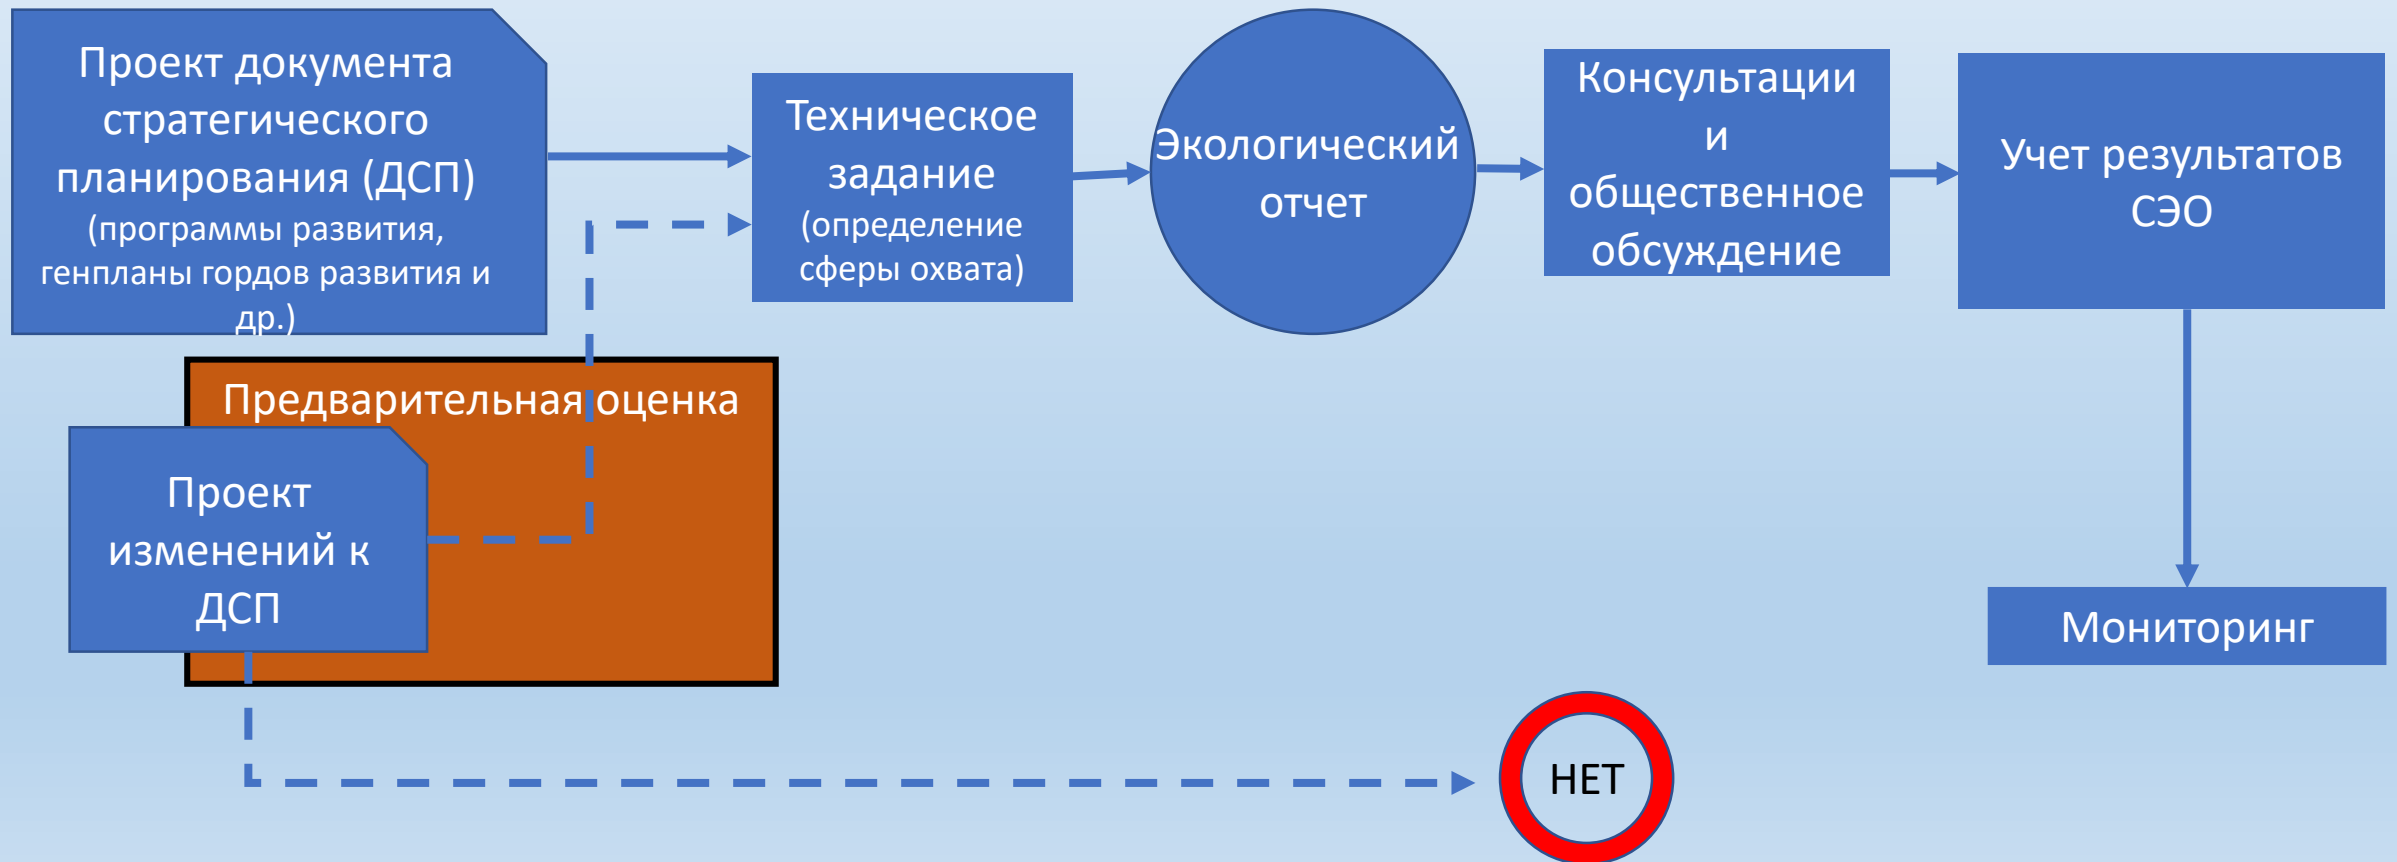 Проект документа
стратегического
планирования (ДСП)
(программы развития,
генпланы гордов развития и
др.)
Техническое
задание
(определение
сферы охвата)
Экологический
отчет
Консультации
и
общественное
обсуждение
Учет результатов
СЭО
Предварительная оценка
Проект
изменений к
ДСП
Мониторинг
НЕТ